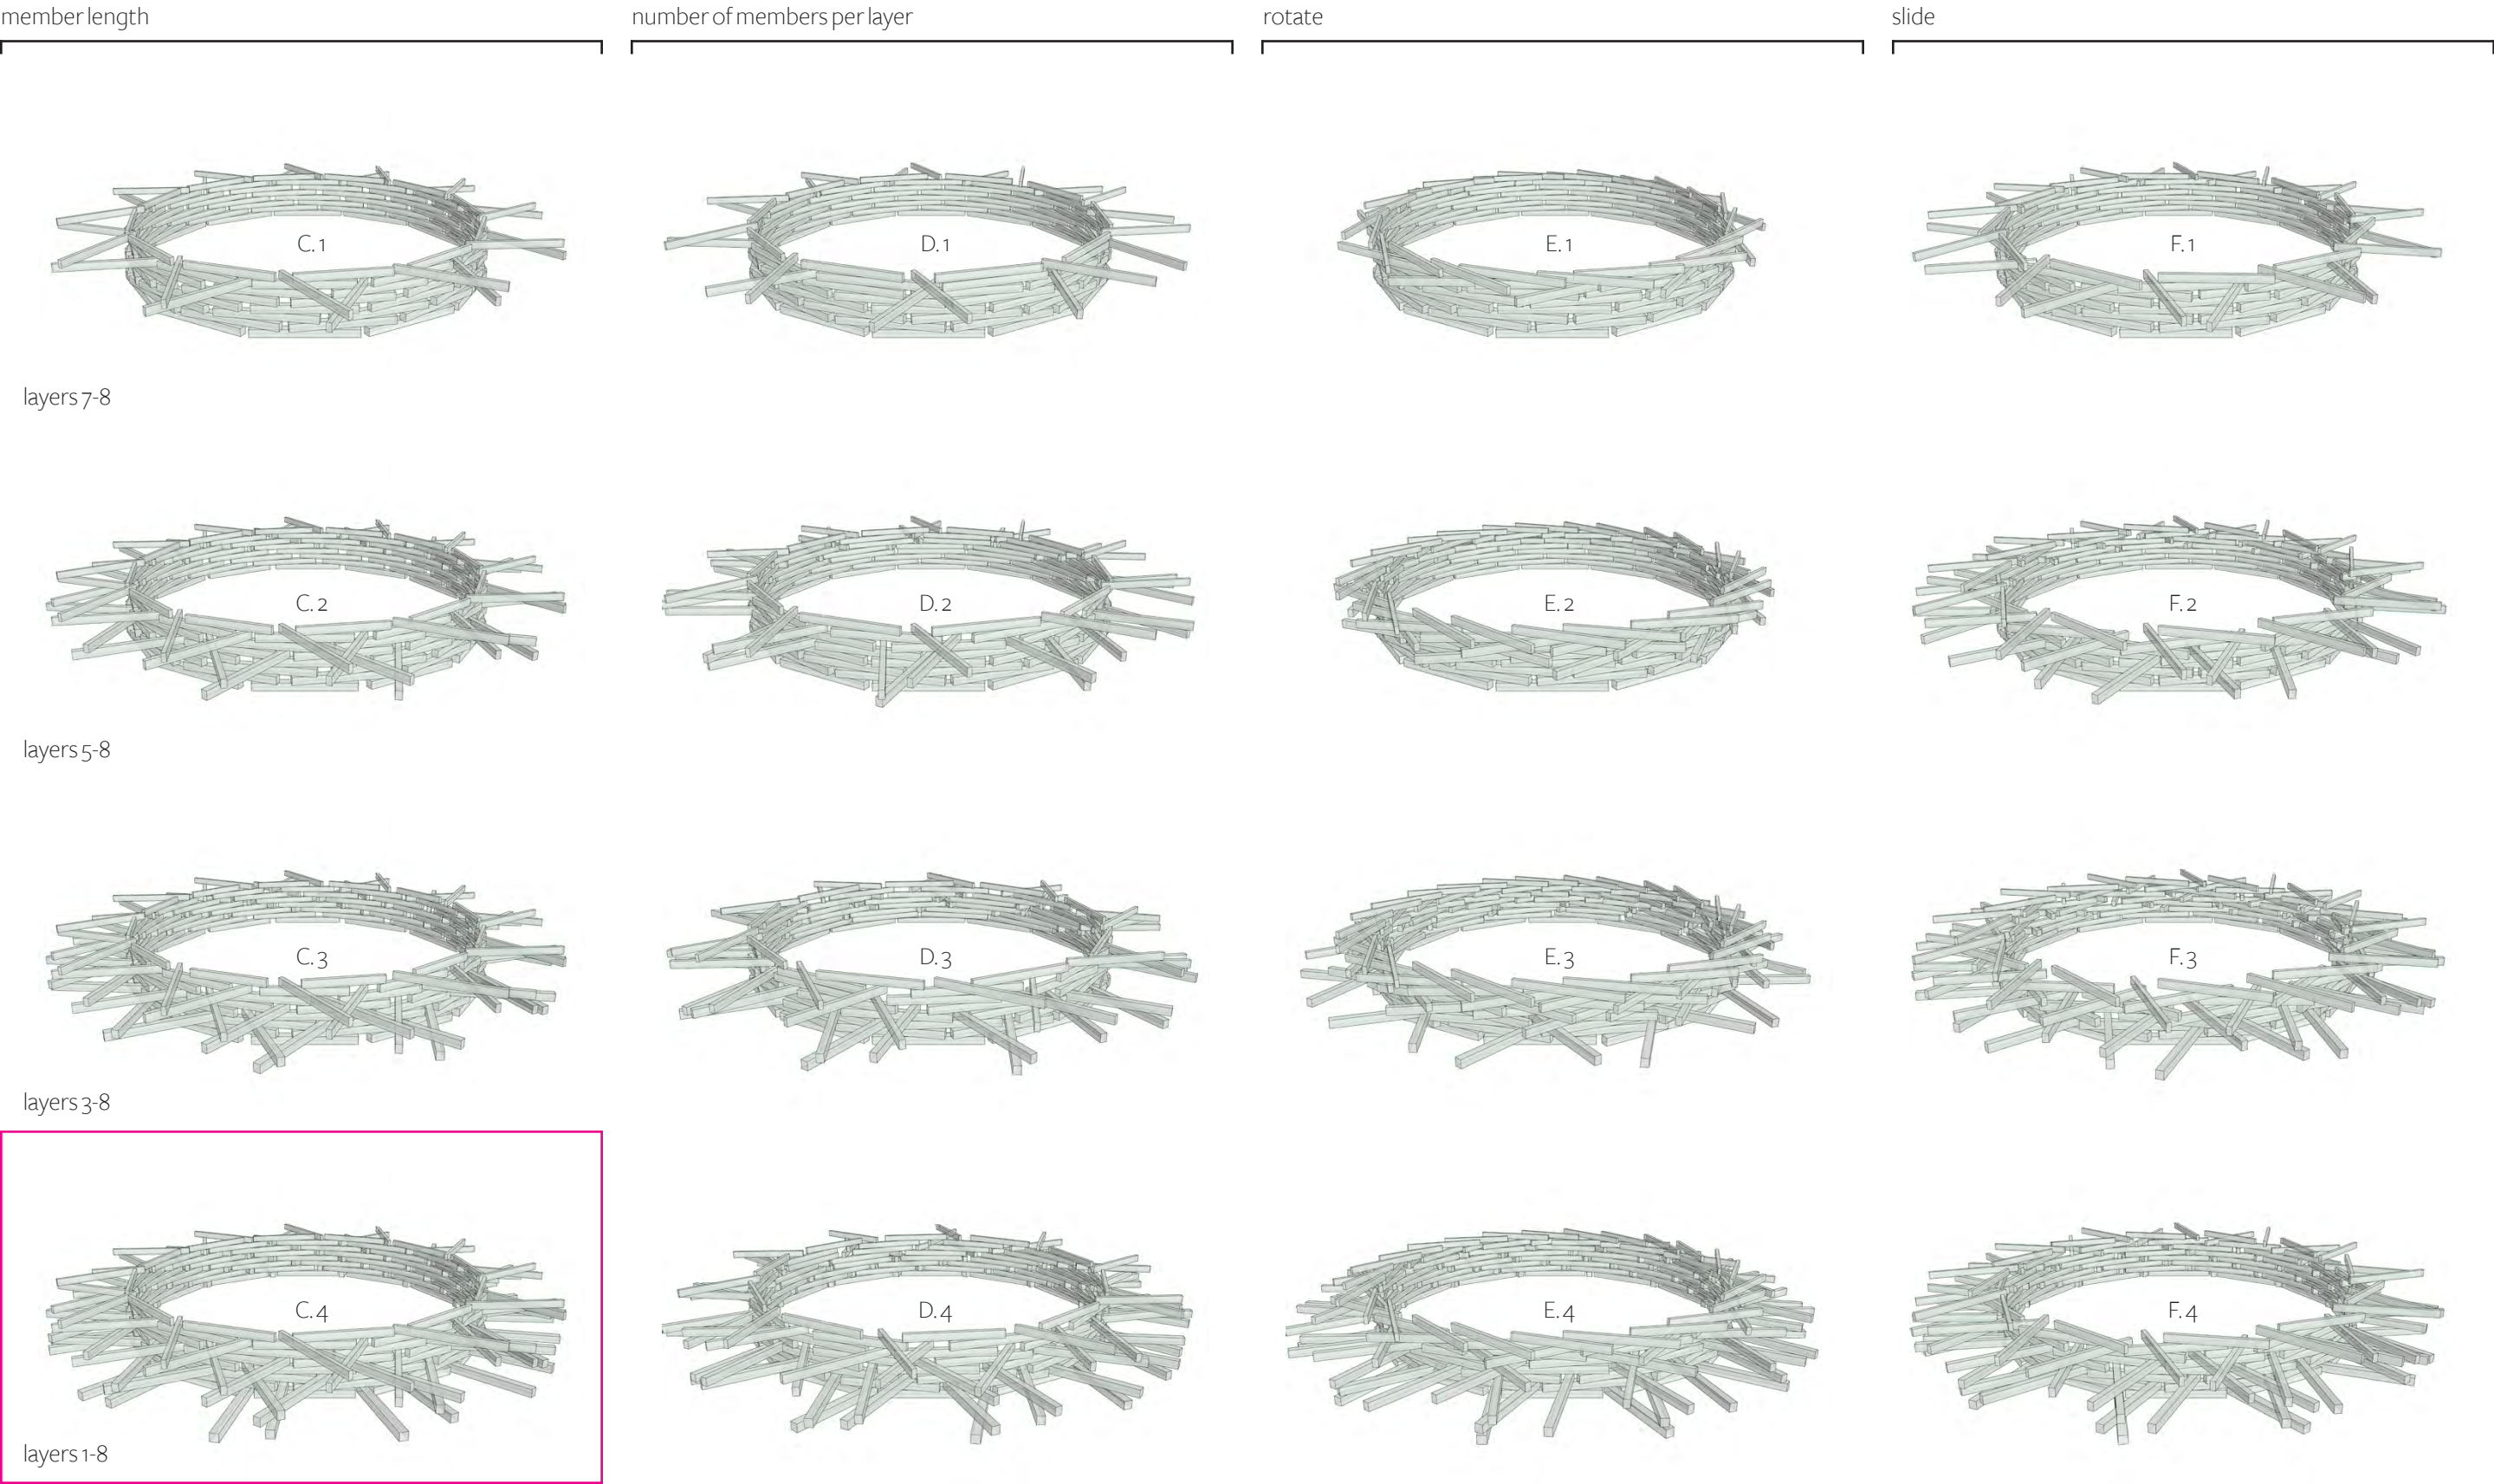 member length
number of members per layer
rotate
slide
C.1
D.1
E.1
F.1
layers 7-8
C.2
D.2
E.2
F.2
layers 5-8
C.3
D.3
E.3
F.3
layers 3-8
C.4
D.4
E.4
F.4
layers 1-8